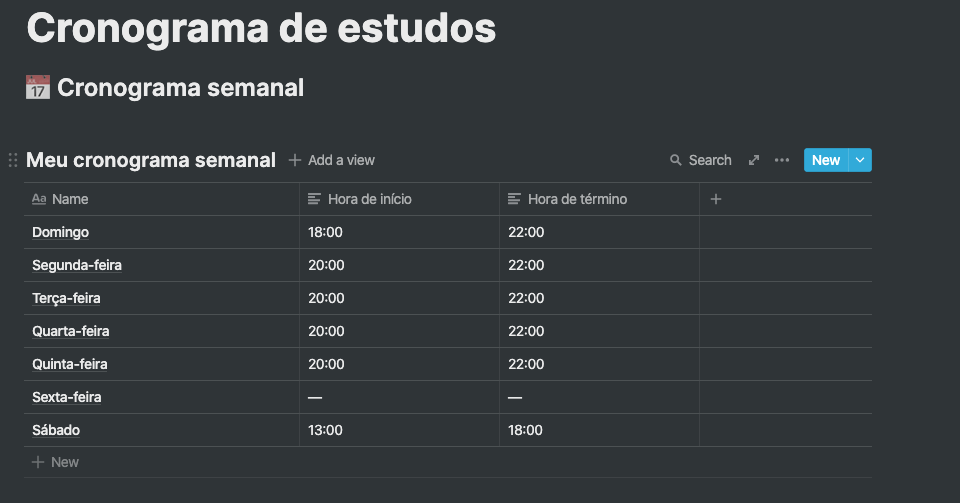 Cronograma de estudos
17 Cronograma semanal
Meu cronograma semanal + Add a view Search New
Aa Name Hora de início Hora de término +
Domingo 18:00 22:00
Segunda-feira 20:00 22:00
Terça-feira 20:00 22:00
Quarta-feira 20:00 22:00
Quinta-feira 20:00 22:00
Sexta-feira — —
Sábado 13:00 18:00
+ New